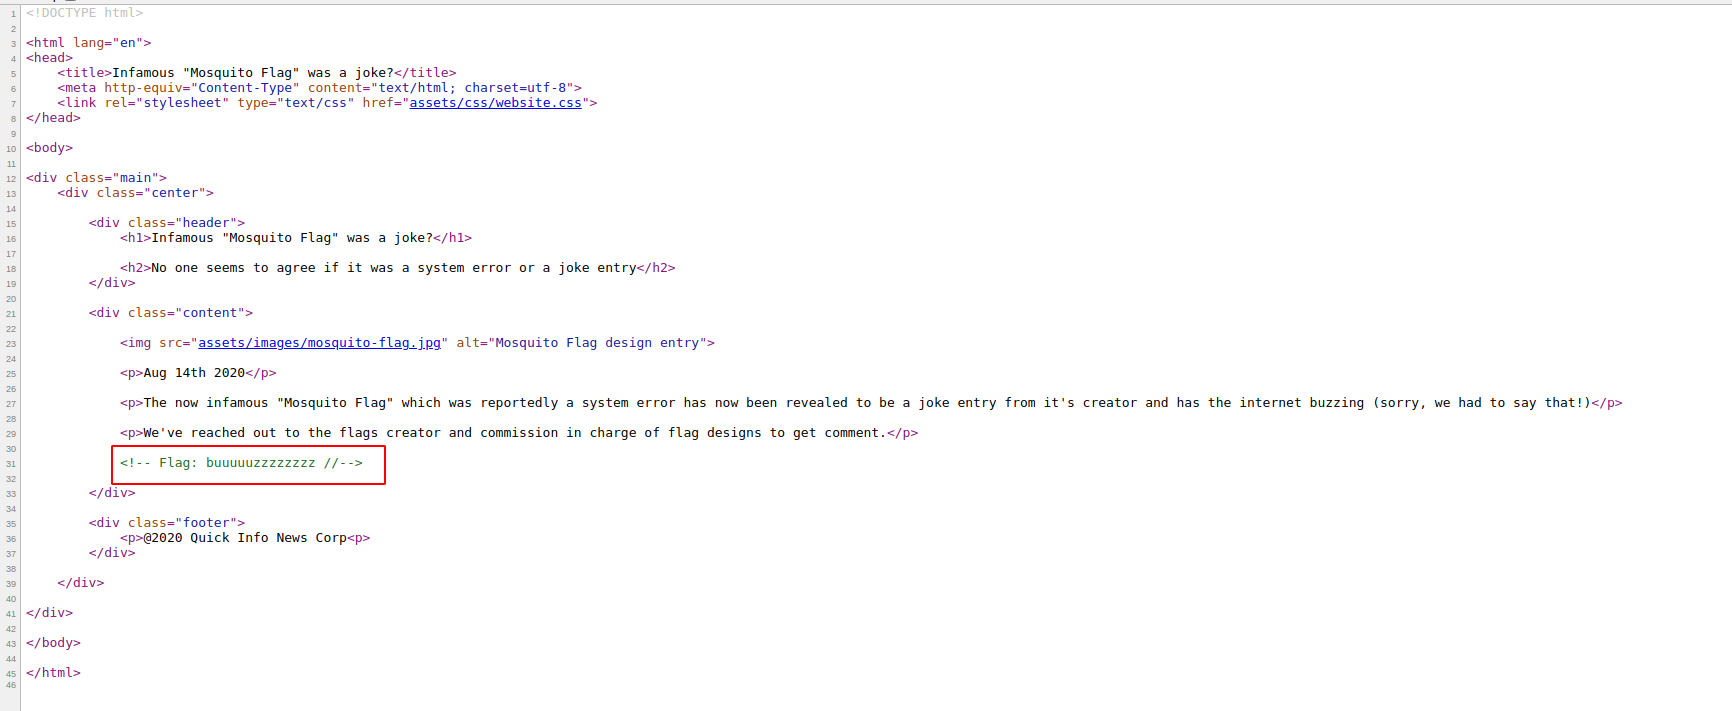 1 <!DOCTYPE html>
2
3 <html lang="en">
4 <head>
5     <title>Infamous "Mosquito Flag" was a joke?</title>
6     <meta http-equiv="Content-Type" content="text/html; charset=utf-8">
7     <link rel="stylesheet" type="text/css" href="assets/css/website.css">
8 </head>
9
10 <body>
11
12 <div class="main">
13     <div class="center">
14
15         <div class="header">
16             <h1>Infamous "Mosquito Flag" was a joke?</h1>
17
18             <h2>No one seems to agree if it was a system error or a joke entry</h2>
19         </div>
20
21         <div class="content">
22
23             <img src="assets/images/mosquito-flag.jpg" alt="Mosquito Flag design entry">
24
25             <p>Aug 14th 2020</p>
26
27             <p>The now infamous "Mosquito Flag" which was reportedly a system error has now been revealed to be a joke entry from it's creator and has the internet buzzing (sorry, we had to say that!)</p>
28
29             <p>We've reached out to the flags creator and commission in charge of flag designs to get comment.</p>
30
31             <!-- Flag: buuuuuzzzzzzzz //-->
32
33         </div>
34
35         <div class="footer">
36             <p>@2020 Quick Info News Corp<p>
37         </div>
38
39     </div>
40
41 </div>
42
43 </body>
44
45 </html>
46